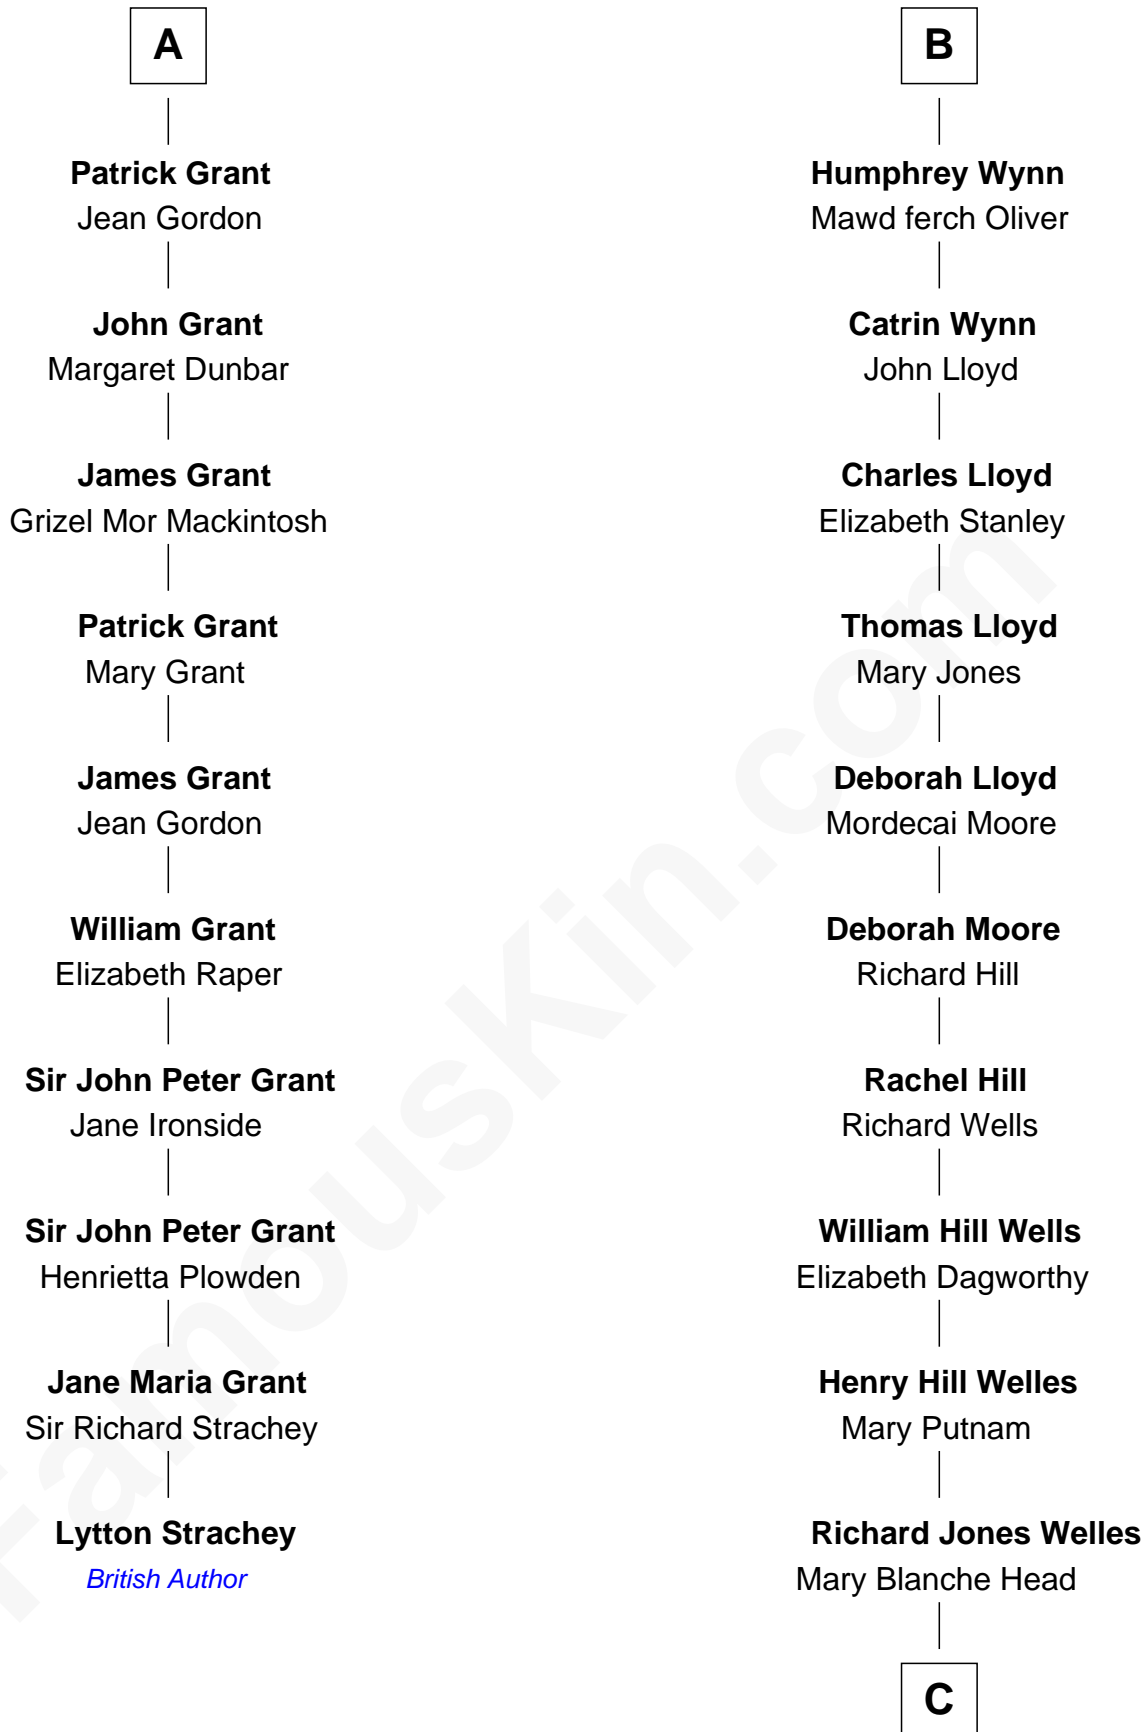 A
Patrick Grant
Jean Gordon
John Grant
Margaret Dunbar
James Grant
Grizel Mor Mackintosh
Patrick Grant
Mary Grant
James Grant
Jean Gordon
William Grant
Elizabeth Raper
Sir John Peter Grant
Jane Ironside
Sir John Peter Grant
Henrietta Plowden
Jane Maria Grant
Sir Richard Strachey
Lytton Strachey
British Author
B
Humphrey Wynn
Mawd ferch Oliver
Catrin Wynn
John Lloyd
Charles Lloyd
Elizabeth Stanley
Thomas Lloyd
Mary Jones
Deborah Lloyd
Mordecai Moore
Deborah Moore
Richard Hill
Rachel Hill
Richard Wells
William Hill Wells
Elizabeth Dagworthy
Henry Hill Welles
Mary Putnam
Richard Jones Welles
Mary Blanche Head
C
FamousKin.com